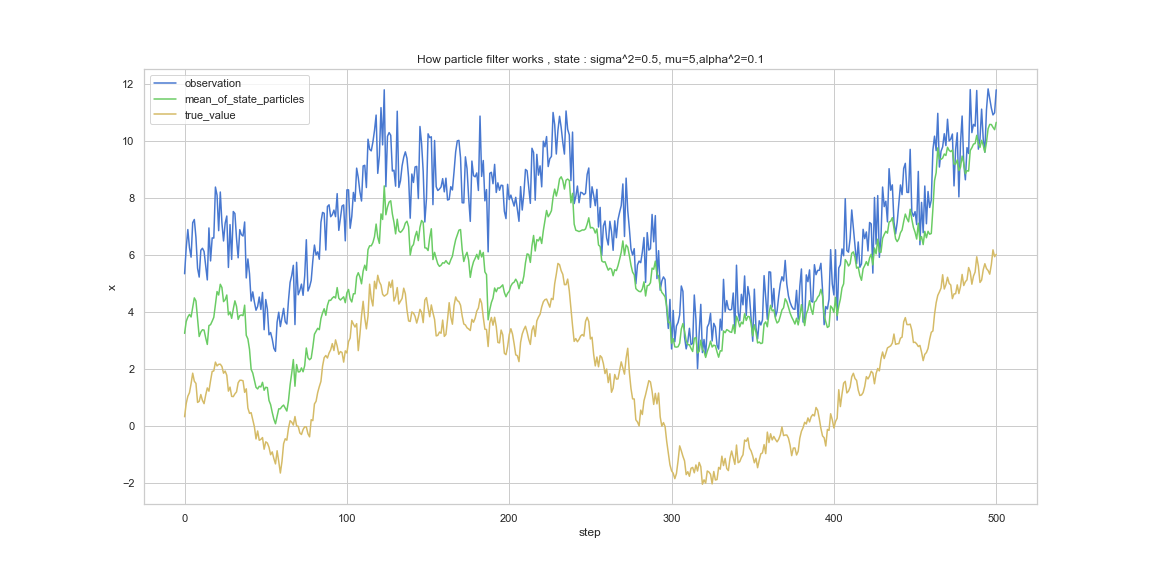 How particle filter works , state : sigma^2=0.5, mu=5,alpha^2=0.1
observation
mean_of_state_particles
true_value
12
10
8
6
4
2
0
−2
x
0 100 200 300 400 500
step